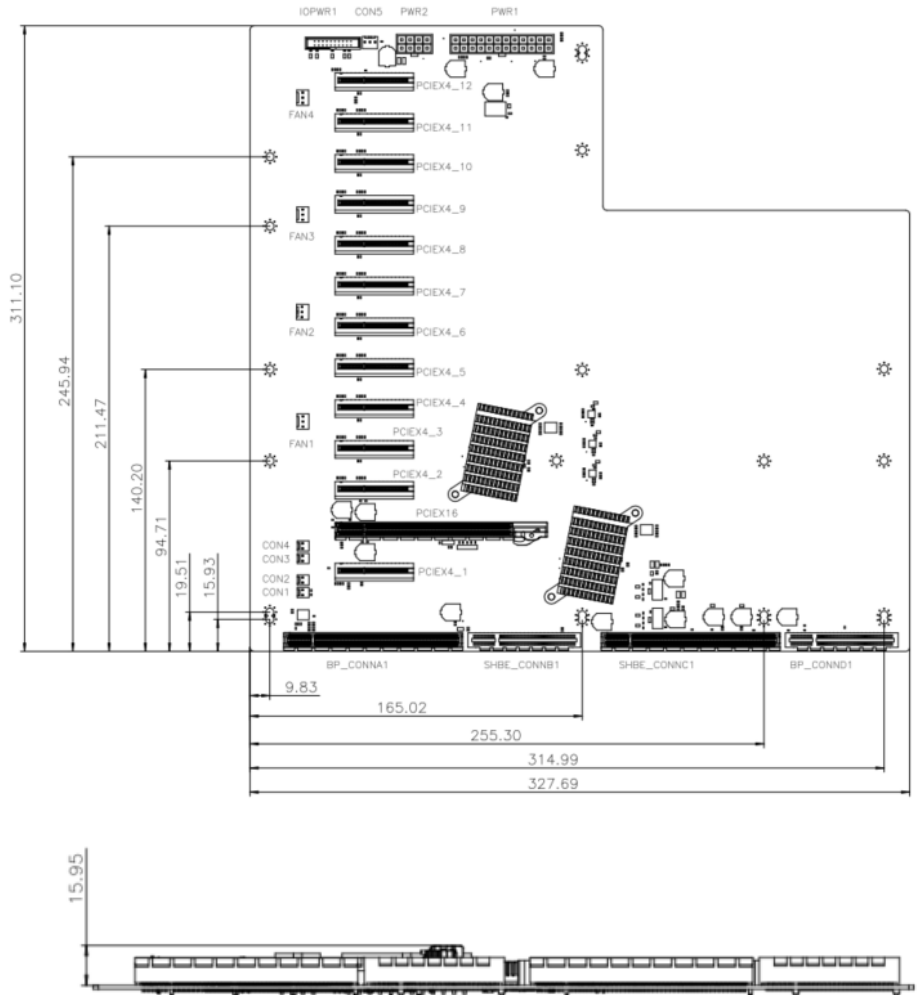 IOPWR1 CON5 PWR2 PWR1
PCIEX4_12
FAN4
PCIEX4_11
PCIEX4_10
PCIEX4_9
FAN3
PCIEX4_8
PCIEX4_7
FAN2
PCIEX4_6
PCIEX4_5
PCIEX4_4
FAN1
PCIEX4_3
PCIEX4_2
PCIEX16
CON4
CON3
CON2
CON1
PCIEX4_1
BP_CONNA1 SHBE_CONNB1 SHBE_CONNC1 BP_CONND1
311.10
245.94
211.47
140.20
94.71
19.51
15.93
9.83
165.02
255.30
314.99
327.69
15.95